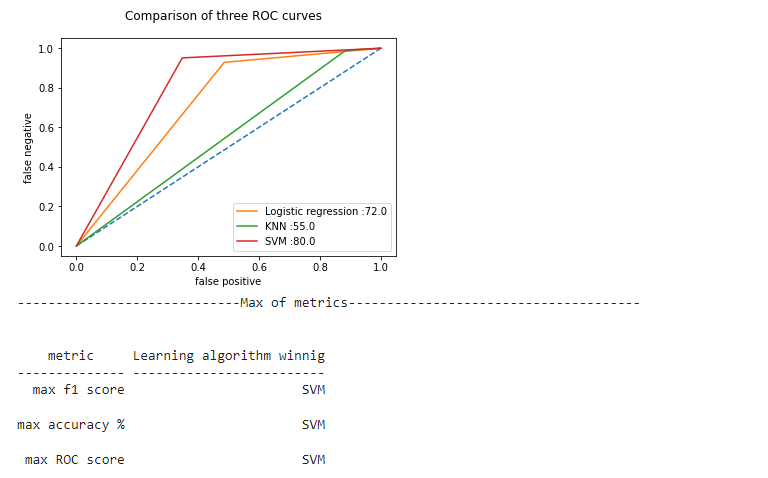 Comparison of three ROC curves
1.0
0.8
0.6
0.4
0.2
0.0
false negative
Logistic regression :72.0
KNN :55.0
SVM :80.0
0.0 0.2 0.4 0.6 0.8 1.0
false positive
-----------------------------Max of metrics--------------------------------------
metric Learning algorithm winnig
-------------- -------------------------
max f1 score SVM
max accuracy % SVM
max ROC score SVM